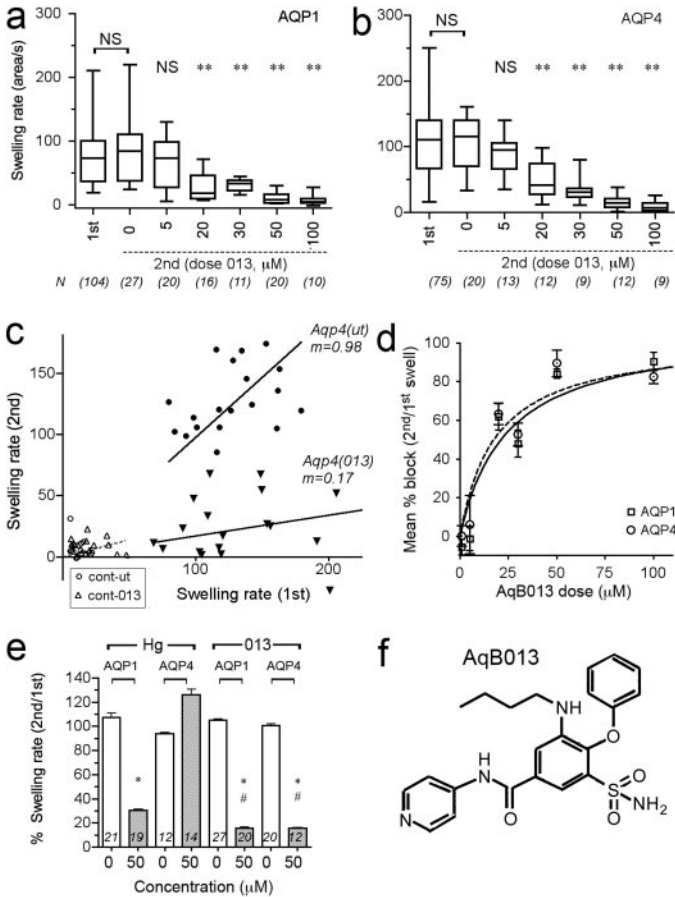 a
AQP1
Swelling rate (area/s)
300
200
100
0
NS
NS
**
**
**
**
1st
0
5
20
30
50
100
2nd (dose 013, μM)
N (104) (27) (20) (16) (11) (20) (10)
b
AQP4
300
200
100
0
NS
NS
**
**
**
**
1st
0
5
20
30
50
100
2nd (dose 013, μM)
(75) (20) (13) (12) (9) (12) (9)
c
Swelling rate (2nd)
150
100
50
0
Aqp4(ut)
m=0.98
Aqp4(013)
m=0.17
cont-ut
cont-013
100
200
Swelling rate (1st)
d
Mean % block (2nd/1st swell)
80
60
40
20
0
AQP1
AQP4
0 25 50 75 100
AqB013 dose (μM)
e
Hg
013
AQP1 AQP4 AQP1 AQP4
% Swelling rate (2nd/1st)
140
120
100
80
60
40
20
0
*
*
#
*
#
21 19 12 14 27 20 20 12
0 50 0 50 0 50 0 50
Concentration (μM)
f
AqB013
NH
O
H
N
O
S
O
O
NH2
N